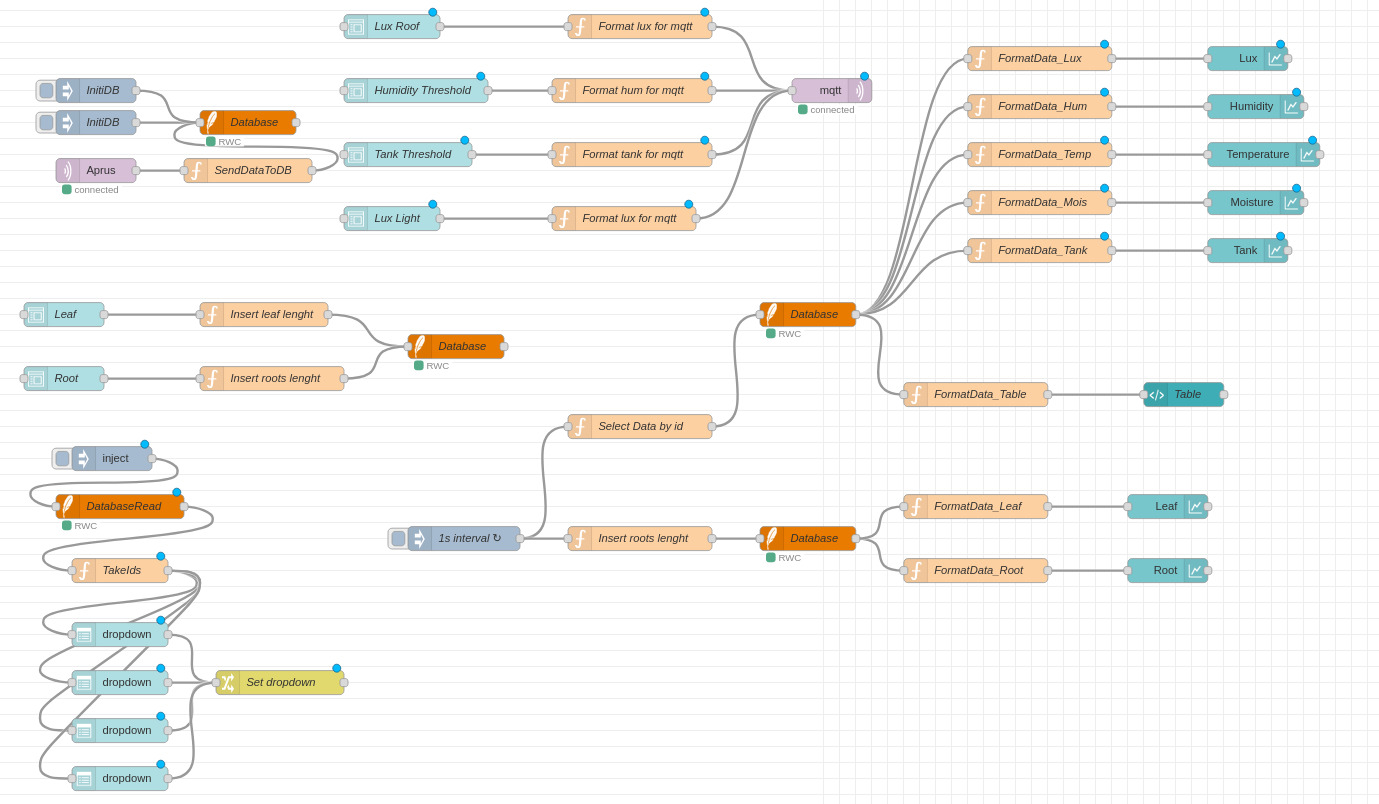 Lux Roof
Format lux for mqtt
FormatData_Lux
Lux
InitiDB
Humidity Threshold
Format hum for mqtt
mqtt
connected
FormatData_Hum
Humidity
InitiDB
Database
RWC
Tank Threshold
Format tank for mqtt
FormatData_Temp
Temperature
Aprus
connected
SendDataToDB
Lux Light
Format lux for mqtt
FormatData_Mois
Moisture
FormatData_Tank
Tank
Leaf
Insert leaf lenght
Database
RWC
Database
RWC
Root
Insert roots lenght
FormatData_Table
Table
Select Data by id
inject
DatabaseRead
RWC
FormatData_Leaf
Leaf
1s interval ↻
Insert roots lenght
Database
RWC
TakeIds
FormatData_Root
Root
dropdown
dropdown
Set dropdown
dropdown
dropdown